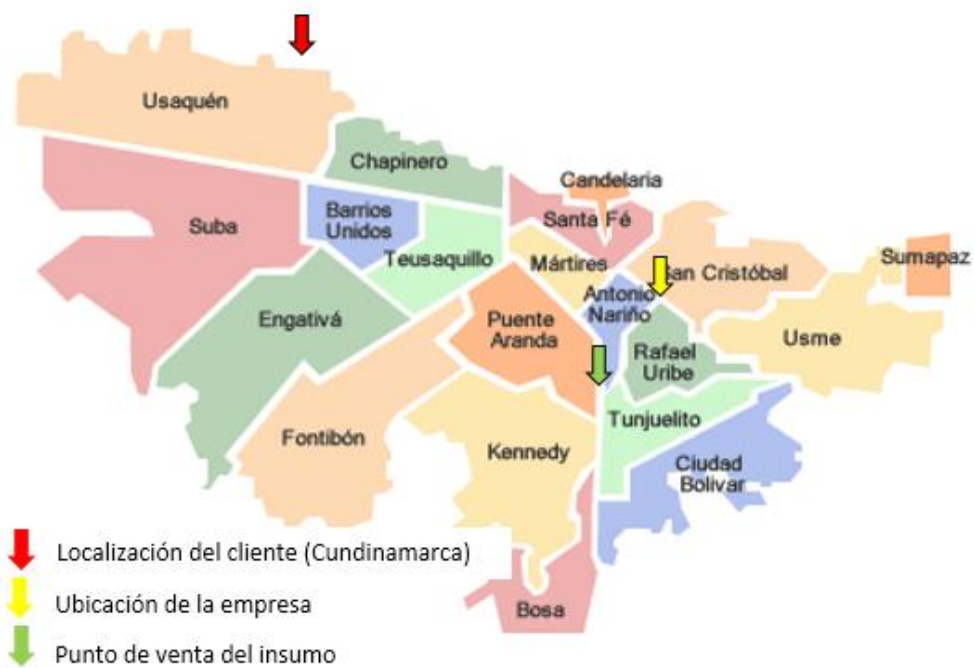 Usaquén
Chapinero
Candelaria
Suba
Barrios
Unidos
Santa Fé
Teusaquillo
Mártires
San Cristóbal
Sumapaz
Engativá
Puente
Aranda
Antonio
Nariño
Usme
Rafael
Uribe
Fontibón
Kennedy
Tunjuelito
Ciudad
Bolivar
Bosa
Localización del cliente (Cundinamarca)
Ubicación de la empresa
Punto de venta del insumo